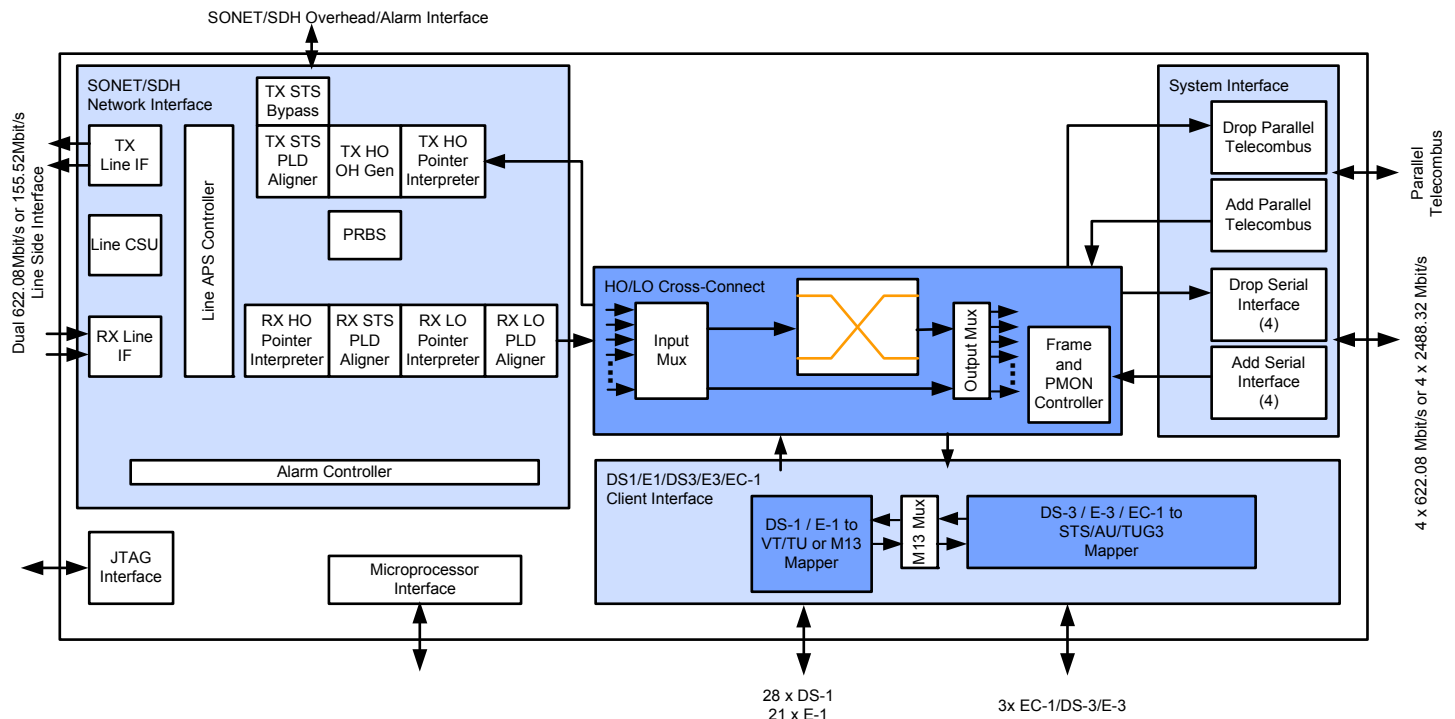 SONET/SDH Overhead/Alarm Interface
SONET/SDH
Network Interface
TX STS
Bypass
TX
Line IF
TX STS
PLD
Aligner
TX HO
OH Gen
TX HO
Pointer
Interpreter
Line APS Controller
Line CSU
PRBS
RX Line
IF
RX HO
Pointer
Interpreter
RX STS
PLD
Aligner
RX LO
Pointer
Interpreter
RX LO
PLD
Aligner
Alarm Controller
Dual 622.08Mbit/s or 155.52Mbit/s
Line Side Interface
JTAG
Interface
Microprocessor
Interface
HO/LO Cross-Connect
Input
Mux
Output Mux
Frame
and
PMON
Controller
System Interface
Drop Parallel
Telecombus
Add Parallel
Telecombus
Drop Serial
Interface
(4)
Add Serial
Interface
(4)
Parallel
Telecombus
4 x 622.08 Mbit/s or 4 x 2488.32 Mbit/s
DS1/E1/DS3/E3/EC-1
Client Interface
DS-1 / E-1 to
VT/TU or M13
Mapper
M13 Mux
DS-3 / E-3 / EC-1 to
STS/AU/TUG3
Mapper
28 x DS-1
21 x E-1
3x EC-1/DS-3/E-3